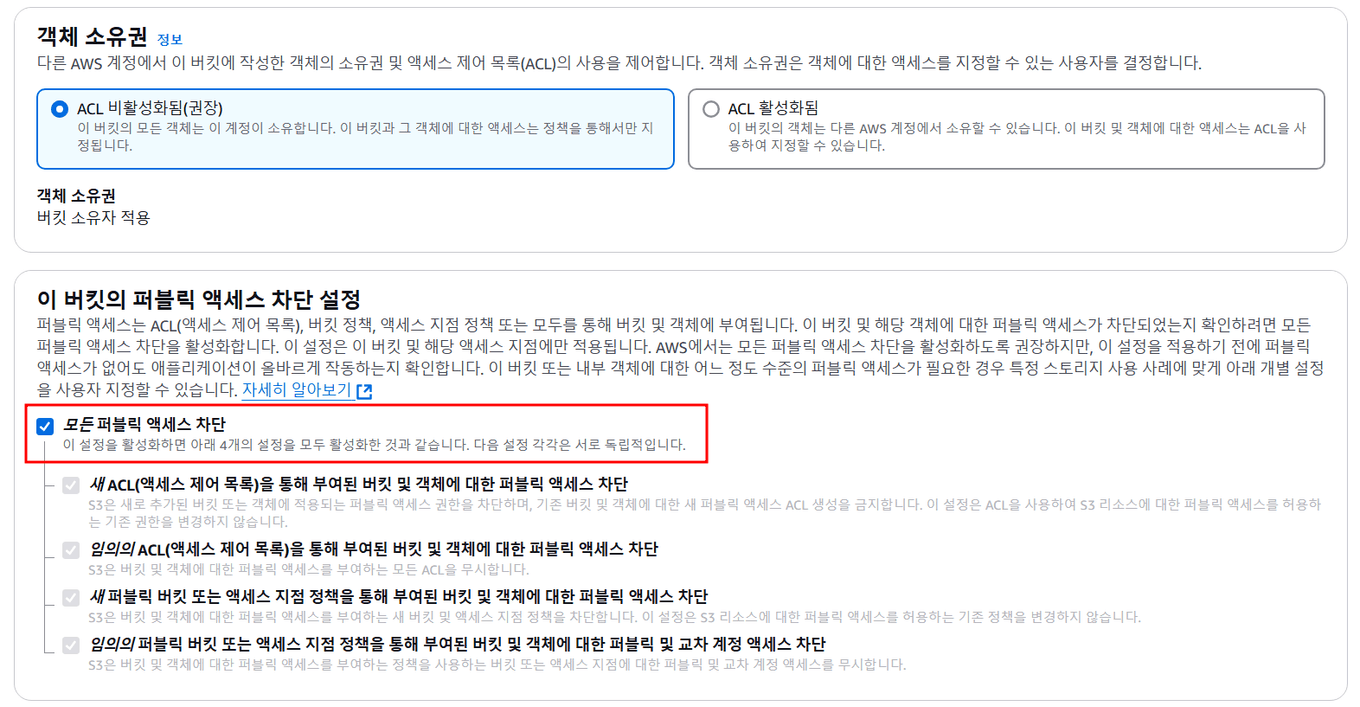 객체 소유권 정보
다른 AWS 계정에서 이 버킷에 작성한 객체의 소유권 및 액세스 제어 목록(ACL)의 사용을 제어합니다. 객체 소유권은 객체에 대한 액세스를 지정할 수 있는 사용자를 결정합니다.
ACL 비활성화됨(권장)
이 버킷의 모든 객체는 이 계정이 소유합니다. 이 버킷과 그 객체에 대한 액세스는 정책을 통해서만 지
정됩니다.
ACL 활성화됨
이 버킷의 객체는 다른 AWS 계정에서 소유할 수 있습니다. 이 버킷 및 객체에 대한 액세스는 ACL을 사
용하여 지정할 수 있습니다.
객체 소유권
버킷 소유자 적용
이 버킷의 퍼블릭 액세스 차단 설정
퍼블릭 액세스는 ACL(액세스 제어 목록), 버킷 정책, 액세스 지점 정책 또는 모두를 통해 버킷 및 객체에 부여됩니다. 이 버킷 및 해당 객체에 대한 퍼블릭 액세스가 차단되었는지 확인하려면 모든
퍼블릭 액세스 차단을 활성화합니다. 이 설정은 이 버킷 및 해당 액세스 지점에만 적용됩니다. AWS에서는 모든 퍼블릭 액세스 차단을 활성화하도록 권장하지만, 이 설정을 적용하기 전에 퍼블릭
액세스가 없어도 애플리케이션이 올바르게 작동하는지 확인합니다. 이 버킷 또는 내부 객체에 대한 어느 정도 수준의 퍼블릭 액세스가 필요한 경우 특정 스토리지 사용 사례에 맞게 아래 개별 설정
을 사용자 지정할 수 있습니다. 자세히 알아보기
모든 퍼블릭 액세스 차단
이 설정을 활성화하면 아래 4개의 설정을 모두 활성화한 것과 같습니다. 다음 설정 각각은 서로 독립적입니다.
새 ACL(액세스 제어 목록)을 통해 부여된 버킷 및 객체에 대한 퍼블릭 액세스 차단
S3은 새로 추가된 버킷 또는 객체에 적용되는 퍼블릭 액세스 권한을 차단하며, 기존 버킷 및 객체에 대한 새 퍼블릭 액세스 ACL 생성을 금지합니다. 이 설정은 ACL을 사용하여 S3 리소스에 대한 퍼블릭 액세스를 허용하
는 기존 권한을 변경하지 않습니다.
임의의 ACL(액세스 제어 목록)을 통해 부여된 버킷 및 객체에 대한 퍼블릭 액세스 차단
S3은 버킷 및 객체에 대한 퍼블릭 액세스를 부여하는 모든 ACL을 무시합니다.
새 퍼블릭 버킷 또는 액세스 지점 정책을 통해 부여된 버킷 및 객체에 대한 퍼블릭 액세스 차단
S3은 버킷 및 객체에 대한 퍼블릭 액세스를 부여하는 새 버킷 및 액세스 지점 정책을 차단합니다. 이 설정은 S3 리소스에 대한 퍼블릭 액세스를 허용하는 기존 정책을 변경하지 않습니다.
임의의 퍼블릭 버킷 또는 액세스 지점 정책을 통해 부여된 버킷 및 객체에 대한 퍼블릭 및 교차 계정 액세스 차단
S3은 버킷 및 객체에 대한 퍼블릭 액세스를 부여하는 정책을 사용하는 버킷 또는 액세스 지점에 대한 퍼블릭 및 교차 계정 액세스를 무시합니다.